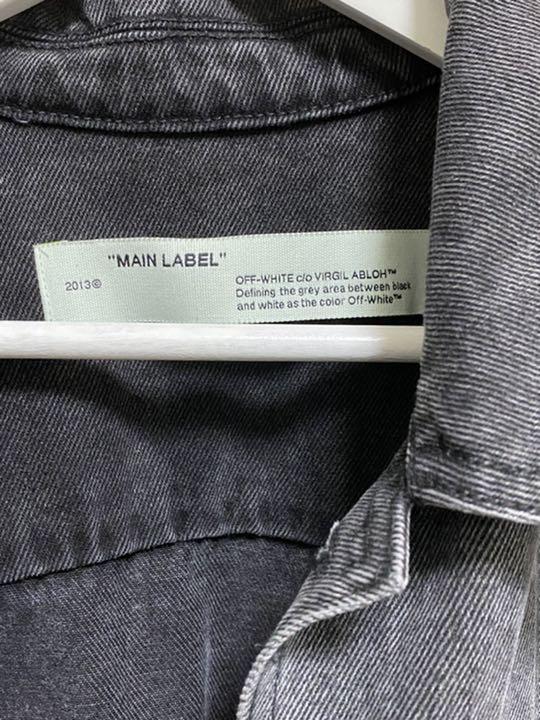 "MAIN LABEL"
2013©
OFF-WHITE c/o VIRGIL ABLOH™
Defining the grey area between black
and white as the color Off-White™